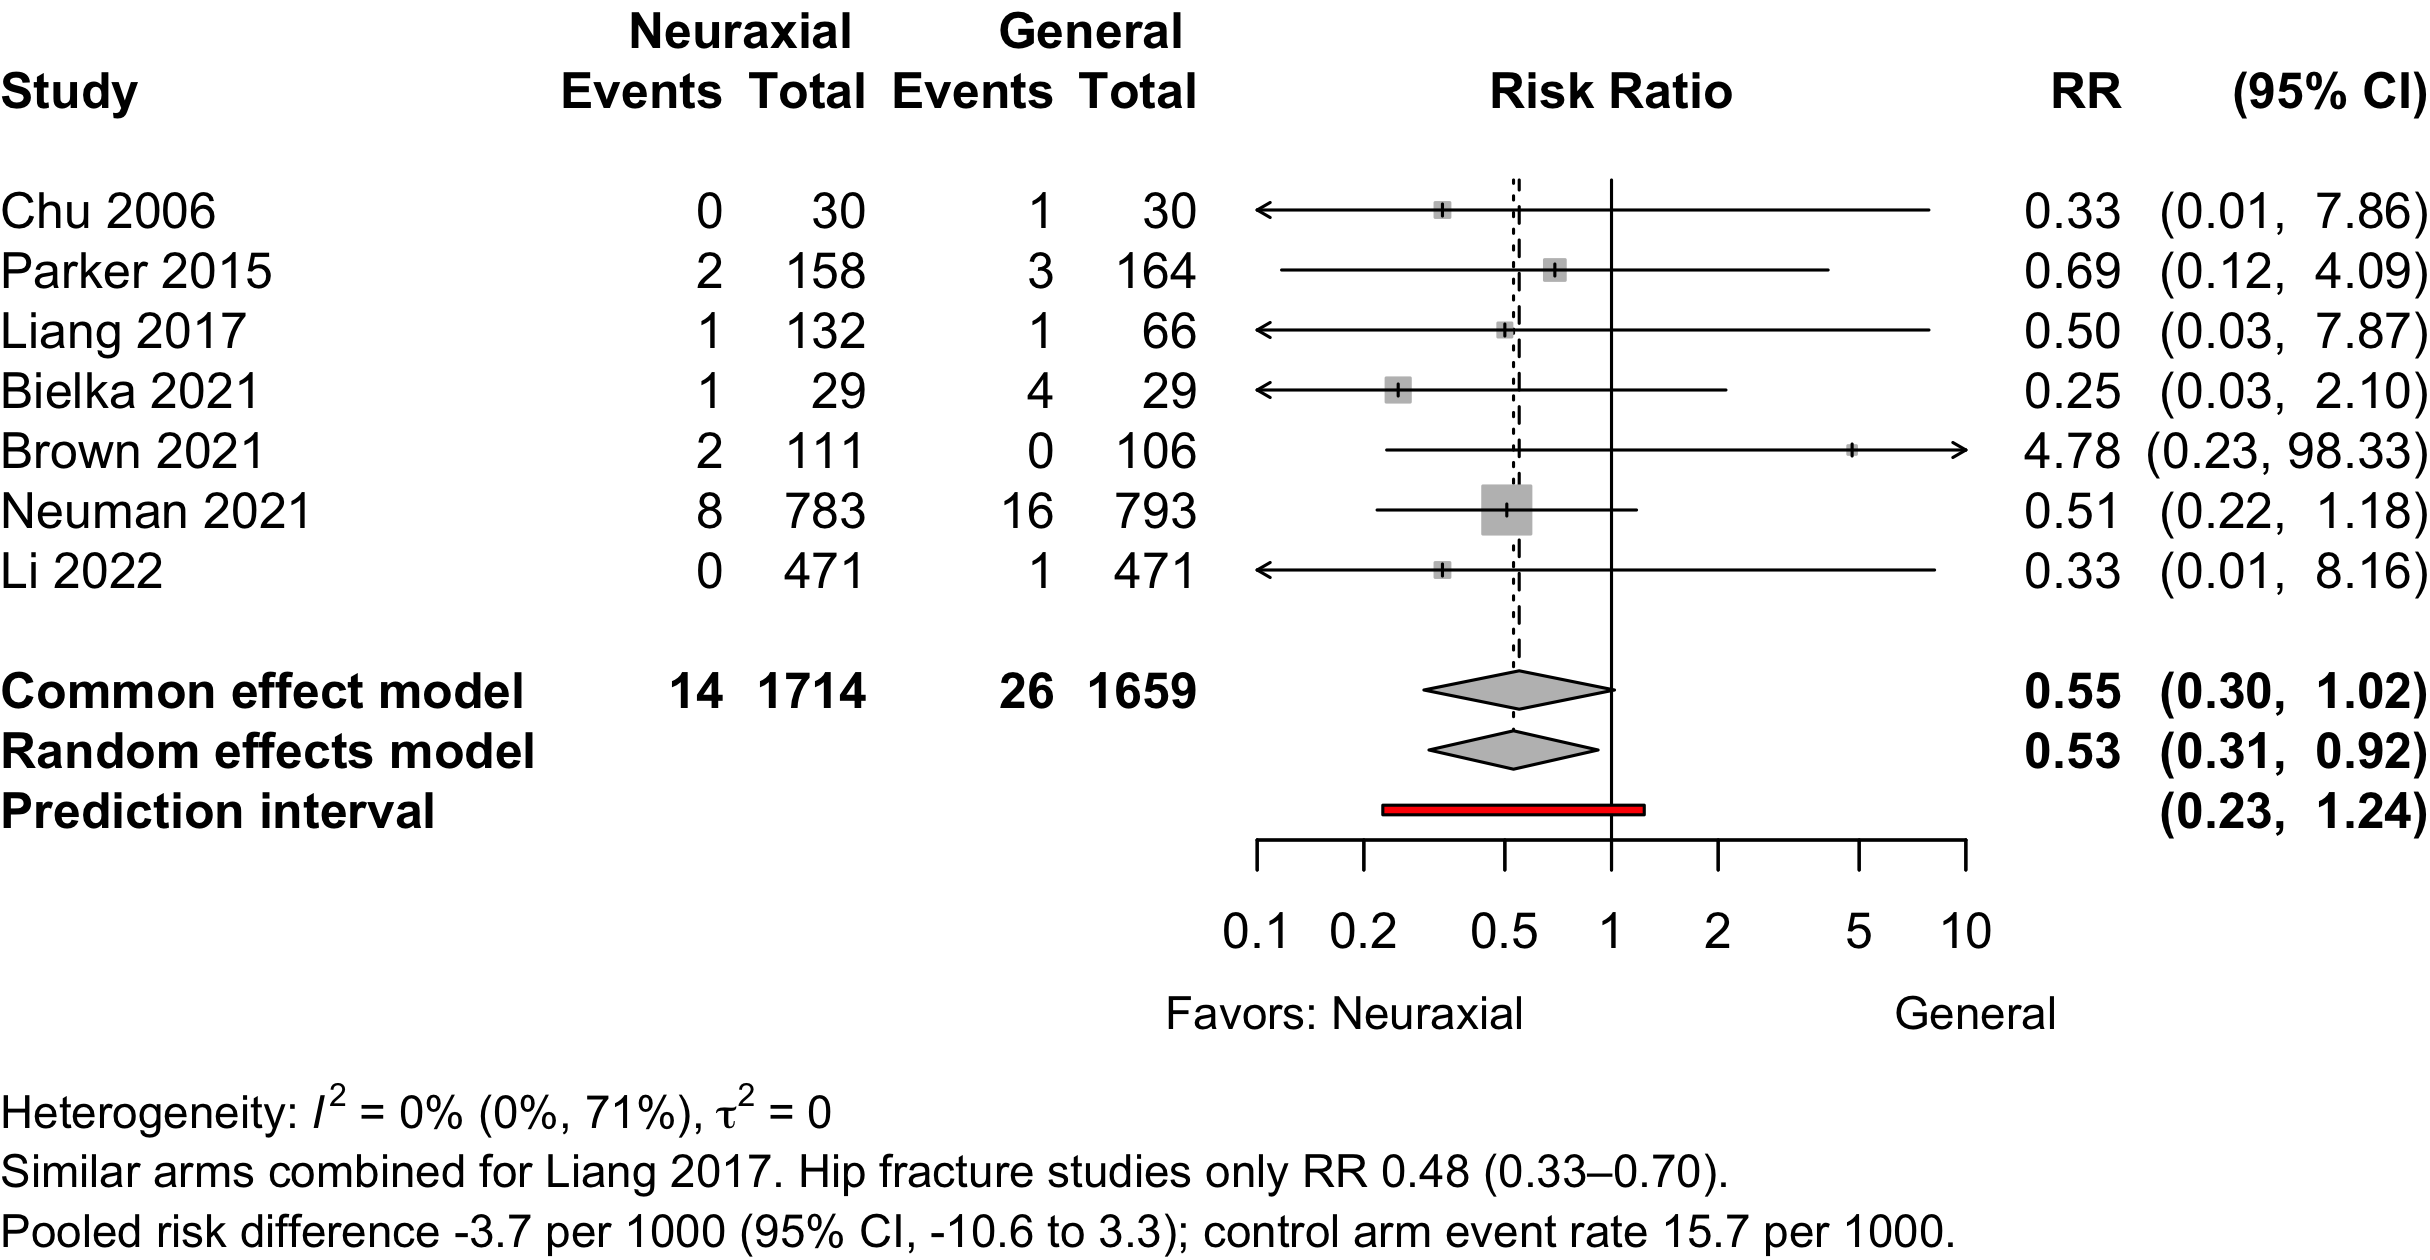 Neuraxial General
Study Events Total Events Total Risk Ratio RR (95% CI)
Chu 2006 0 30 1 30 0.33 (0.01, 7.86)
Parker 2015 2 158 3 164 0.69 (0.12, 4.09)
Liang 2017 1 132 1 66 0.50 (0.03, 7.87)
Bielka 2021 1 29 4 29 0.25 (0.03, 2.10)
Brown 2021 2 111 0 106 4.78 (0.23, 98.33)
Neuman 2021 8 783 16 793 0.51 (0.22, 1.18)
Li 2022 0 471 1 471 0.33 (0.01, 8.16)
Common effect model 14 1714 26 1659 0.55 (0.30, 1.02)
Random effects model 0.53 (0.31, 0.92)
Prediction interval (0.23, 1.24)
0.1 0.2 0.5 1 2 5 10
Favors: Neuraxial General
Heterogeneity: I² = 0% (0%, 71%), τ² = 0
Similar arms combined for Liang 2017. Hip fracture studies only RR 0.48 (0.33–0.70).
Pooled risk difference -3.7 per 1000 (95% CI, -10.6 to 3.3); control arm event rate 15.7 per 1000.